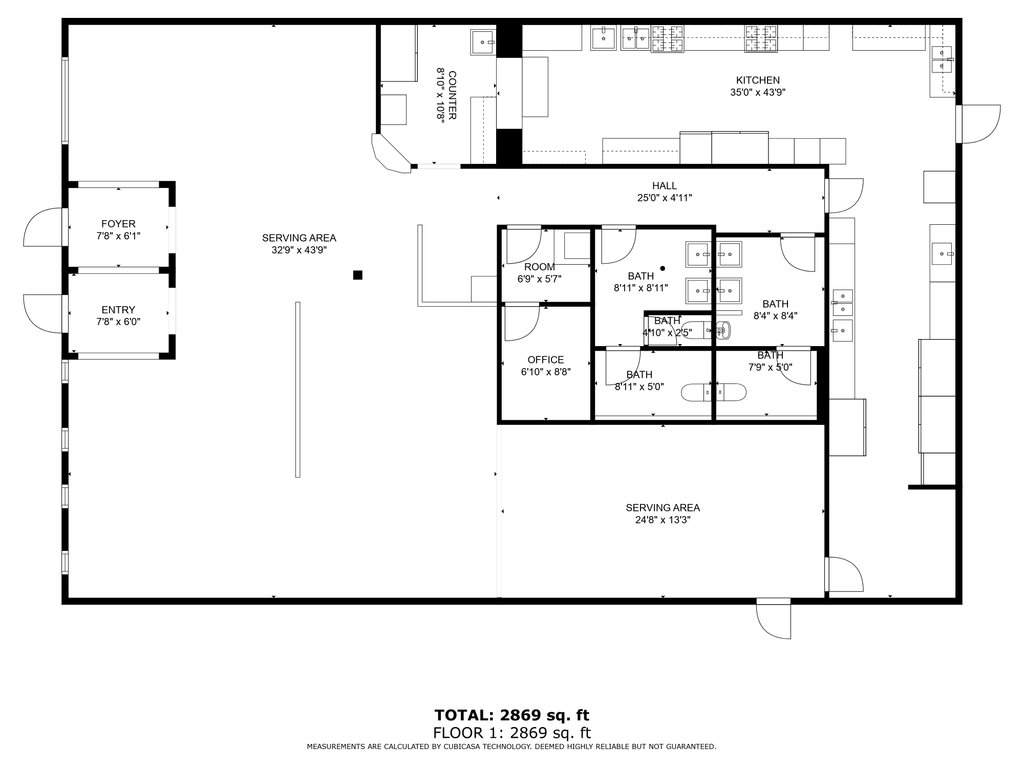 COUNTER
8'10" x 10'8"
KITCHEN
35'0" x 43'9"
HALL
25'0" x 4'11"
FOYER
7'8" x 6'1"
SERVING AREA
32'9" x 43'9"
ROOM
6'9" x 5'7"
BATH
8'11" x 8'11"
ENTRY
7'8" x 6'0"
BATH
8'4" x 8'4"
BATH
4'10" x 2'5"
OFFICE
6'10" x 8'8"
BATH
8'11" x 5'0"
BATH
7'9" x 5'0"
SERVING AREA
24'8" x 13'3"
TOTAL: 2869 sq. ft
FLOOR 1: 2869 sq. ft
MEASUREMENTS ARE CALCULATED BY CUBICASA TECHNOLOGY. DEEMED HIGHLY RELIABLE BUT NOT GUARANTEED.